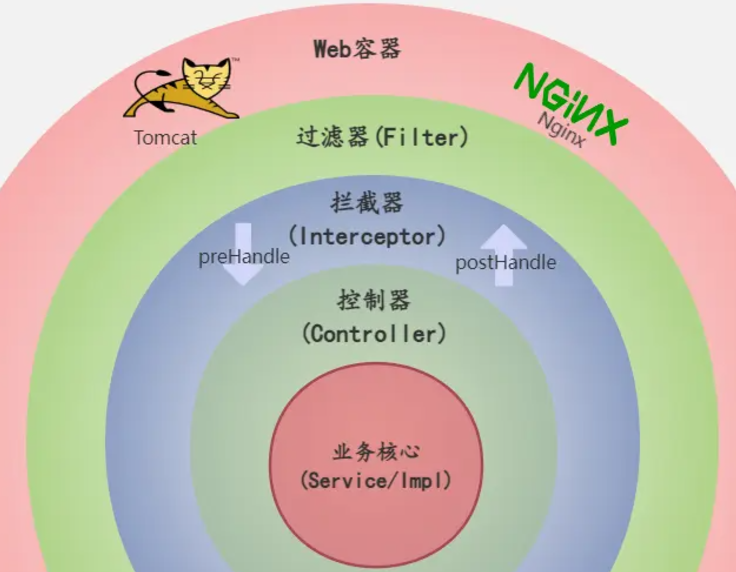 Web容器
Tomcat
NGiNX
Nginx
过滤器(Filter)
拦截器
(Interceptor)
preHandle
postHandle
控制器
(Controller)
业务核心
(Service/Impl)